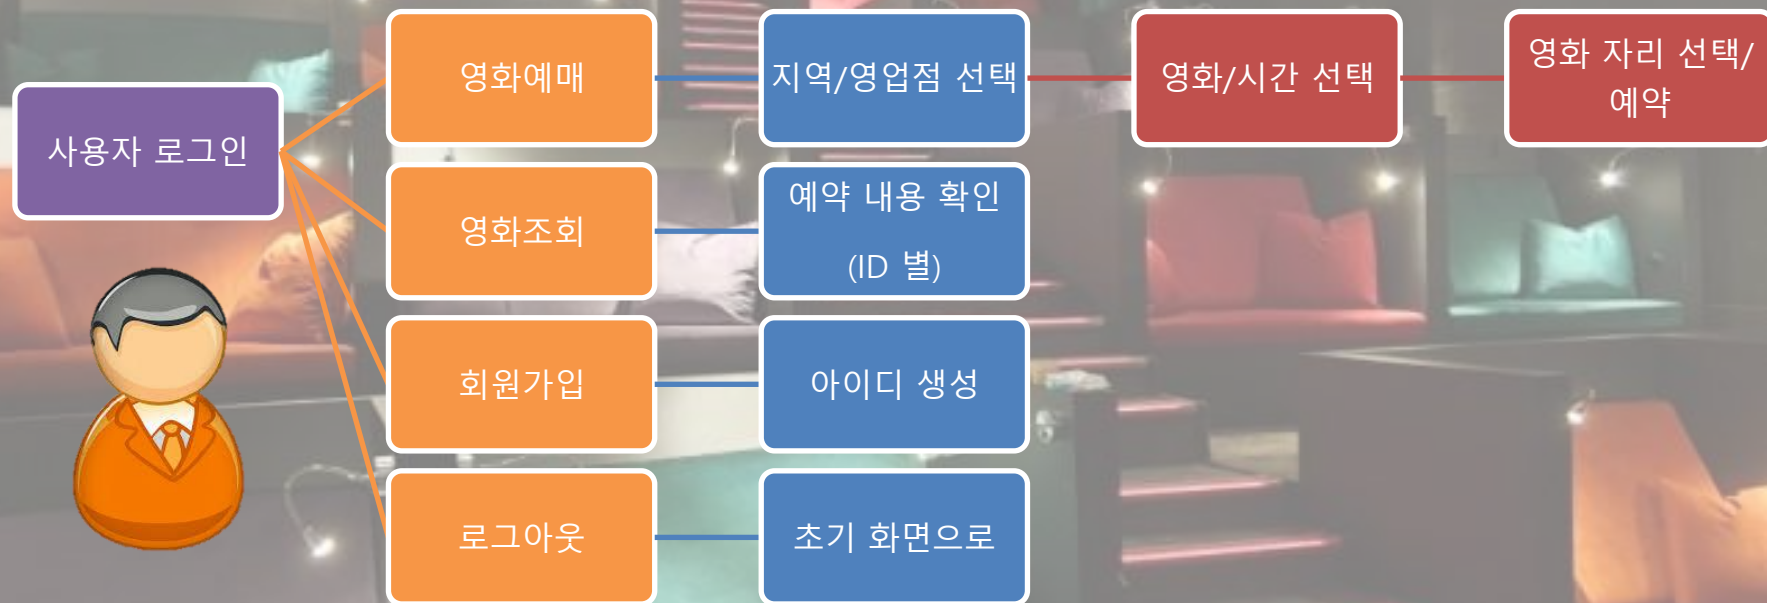 사용자 로그인
영화예매
지역/영업점 선택
영화/시간 선택
영화 자리 선택/
예약
영화조회
예약 내용 확인
(ID 별)
회원가입
아이디 생성
로그아웃
초기 화면으로